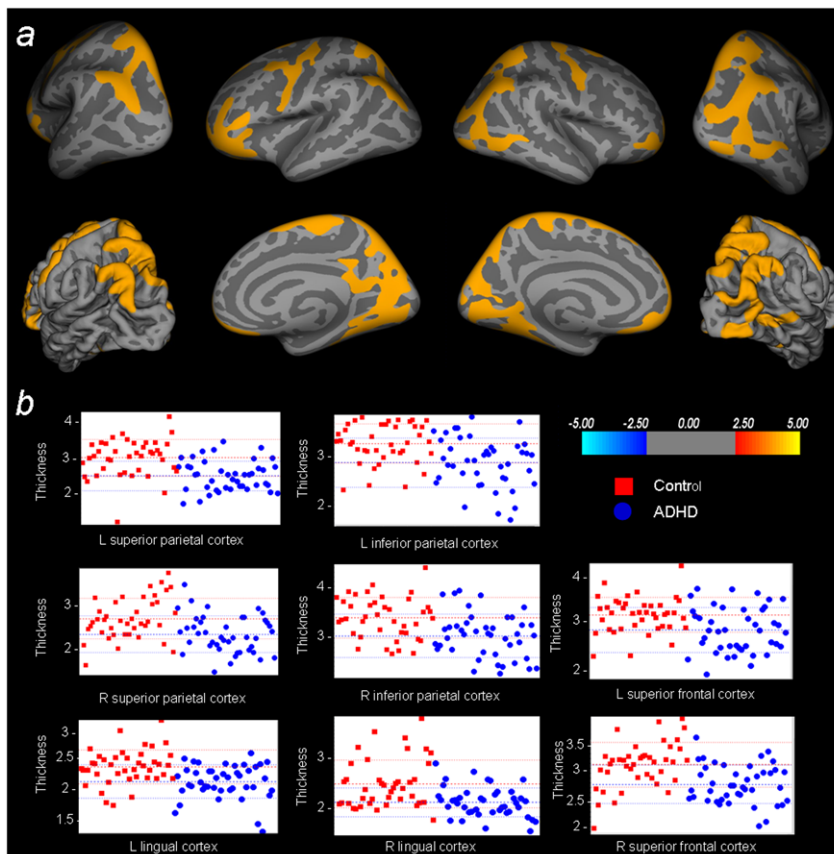 a
b
4
3
2
Thickness
L superior parietal cortex
3
2
Thickness
L inferior parietal cortex
-5.00 -2.00 0.00 2.50 5.00
Control
ADHD
3
2
Thickness
R superior parietal cortex
4
3
Thickness
R inferior parietal cortex
4
3
2
Thickness
L superior frontal cortex
3
2.5
2
1.5
Thickness
L lingual cortex
3
2
Thickness
R lingual cortex
3.5
3
2.5
2
Thickness
R superior frontal cortex